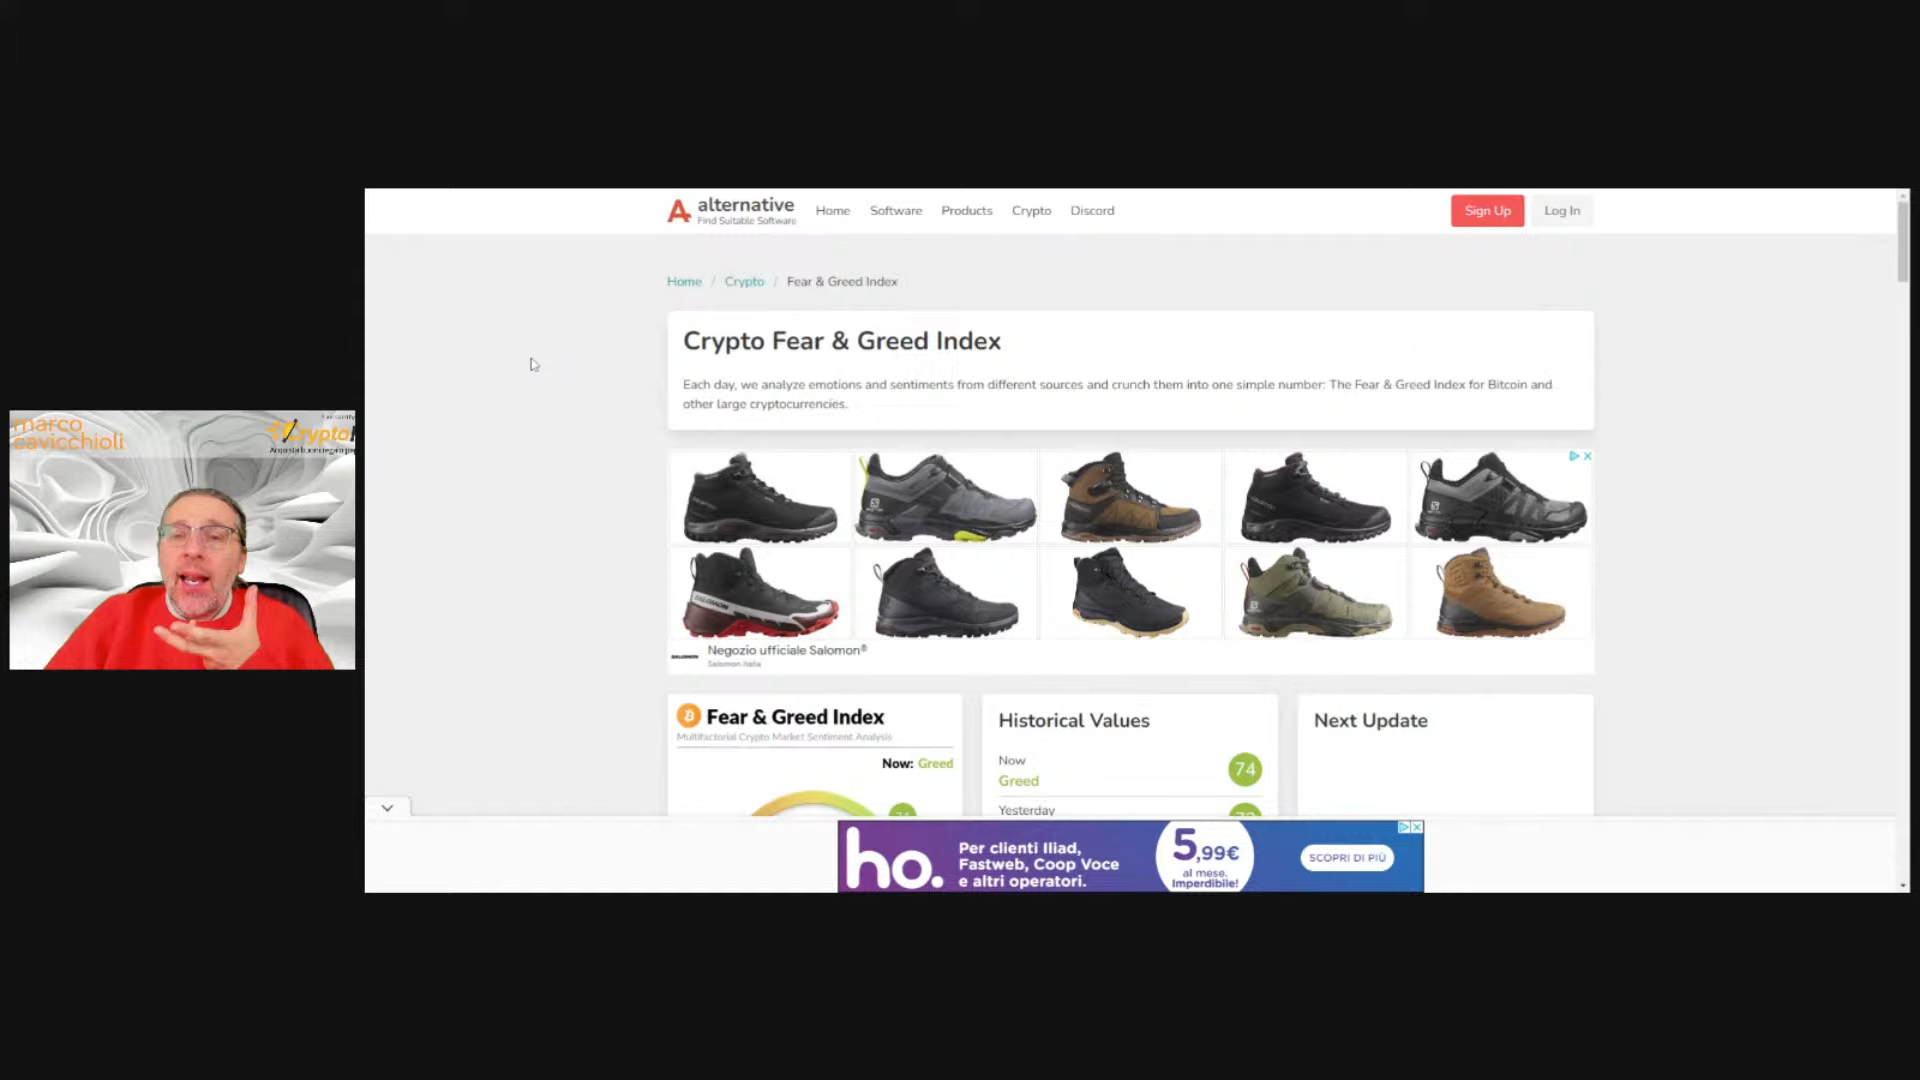 marco
cavicchioli
alternative
Find Suitable Software
Home
Software
Products
Crypto
Discord
Sign Up
Log In
Home / Crypto / Fear & Greed Index
Crypto Fear & Greed Index
Each day, we analyze emotions and sentiments from different sources and crunch them into one simple number: The Fear & Greed Index for Bitcoin and
other large cryptocurrencies.
SALOMON
Negozio ufficiale Salomon®
Salomon Italia
Fear & Greed Index
Multifactorial Crypto Market Sentiment Analysis
Now: Greed
Historical Values
Now
Greed
74
Yesterday
Next Update
ho.
Per clienti Iliad,
Fastweb, Coop Voce
e altri operatori.
5,99€
al mese.
Imperdibile!
SCOPRI DI PIÙ